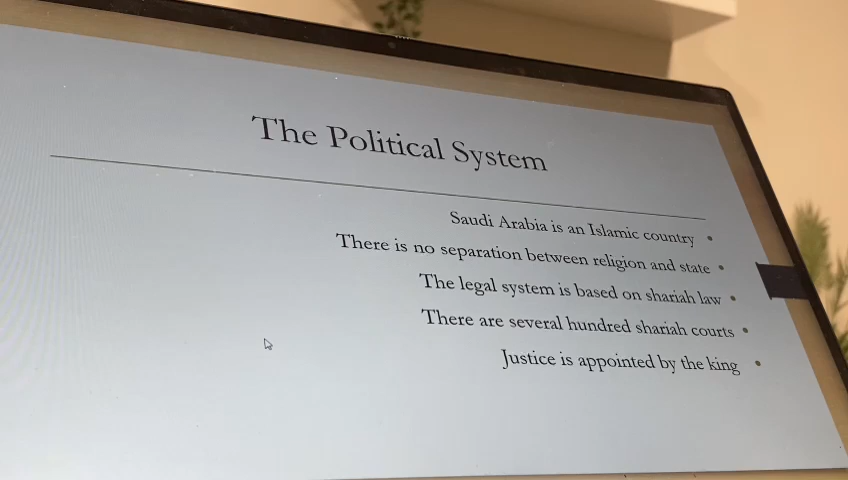 The Political System
Saudi Arabia is an Islamic country
There is no separation between religion and state
The legal system is based on shariah law
There are several hundred shariah courts
Justice is appointed by the king